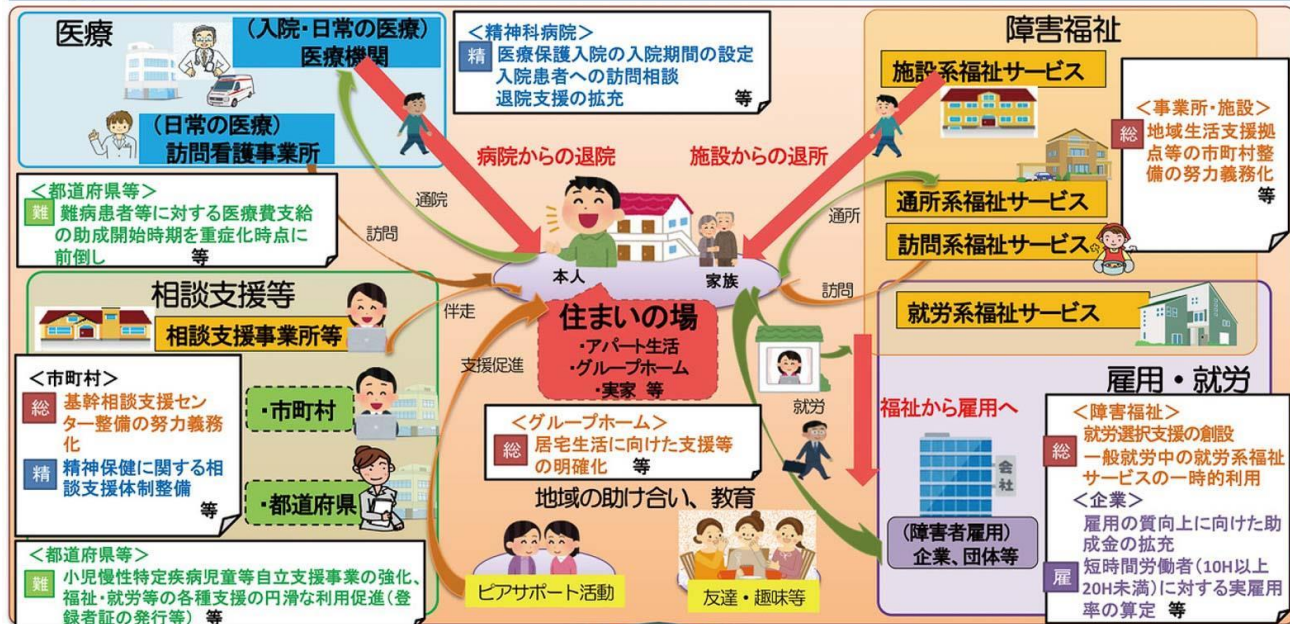 医療
(入院・日常の医療)
医療機関
(日常の医療)
訪問看護事業所
<精神科病院>
精
医療保護入院の入院期間の設定
入院患者への訪問相談
退院支援の拡充
等
障害福祉
施設系福祉サービス
<事業所・施設>
総
地域生活支援拠
点等の市町村整
備の努力義務化
等
通所系福祉サービス
訪問系福祉サービス
就労系福祉サービス
病院からの退院
施設からの退所
通院
訪問
通所
訪問
<都道府県等>
難
難病患者等に対する医療費支給
の助成開始時期を重症化時点に
前倒し 等
本人
家族
住まいの場
・アパート生活
・グループホーム
・実家 等
相談支援等
相談支援事業所等
伴走
支援促進
<市町村>
総
基幹相談支援セン
ター整備の努力義務
化
精
精神保健に関する相
談支援体制整備
等
・市町村
・都道府県
<グループホーム>
総
居宅生活に向けた支援等
の明確化 等
就労
福祉から雇用へ
雇用・就労
会社
(障害者雇用)
企業、団体等
<障害福祉>
総
就労選択支援の創設
一般就労中の就労系福祉
サービスの一時的利用
<企業>
雇用の質向上に向けた助
成金の拡充
雇
短時間労働者(10H以上
20H未満)に対する実雇用
率の算定 等
地域の助け合い、教育
ピアサポート活動
友達・趣味等
<都道府県等>
難
小児慢性特定疾病児童等自立支援事業の強化、
福祉・就労等の各種支援の円滑な利用促進(登
録者証の発行等) 等